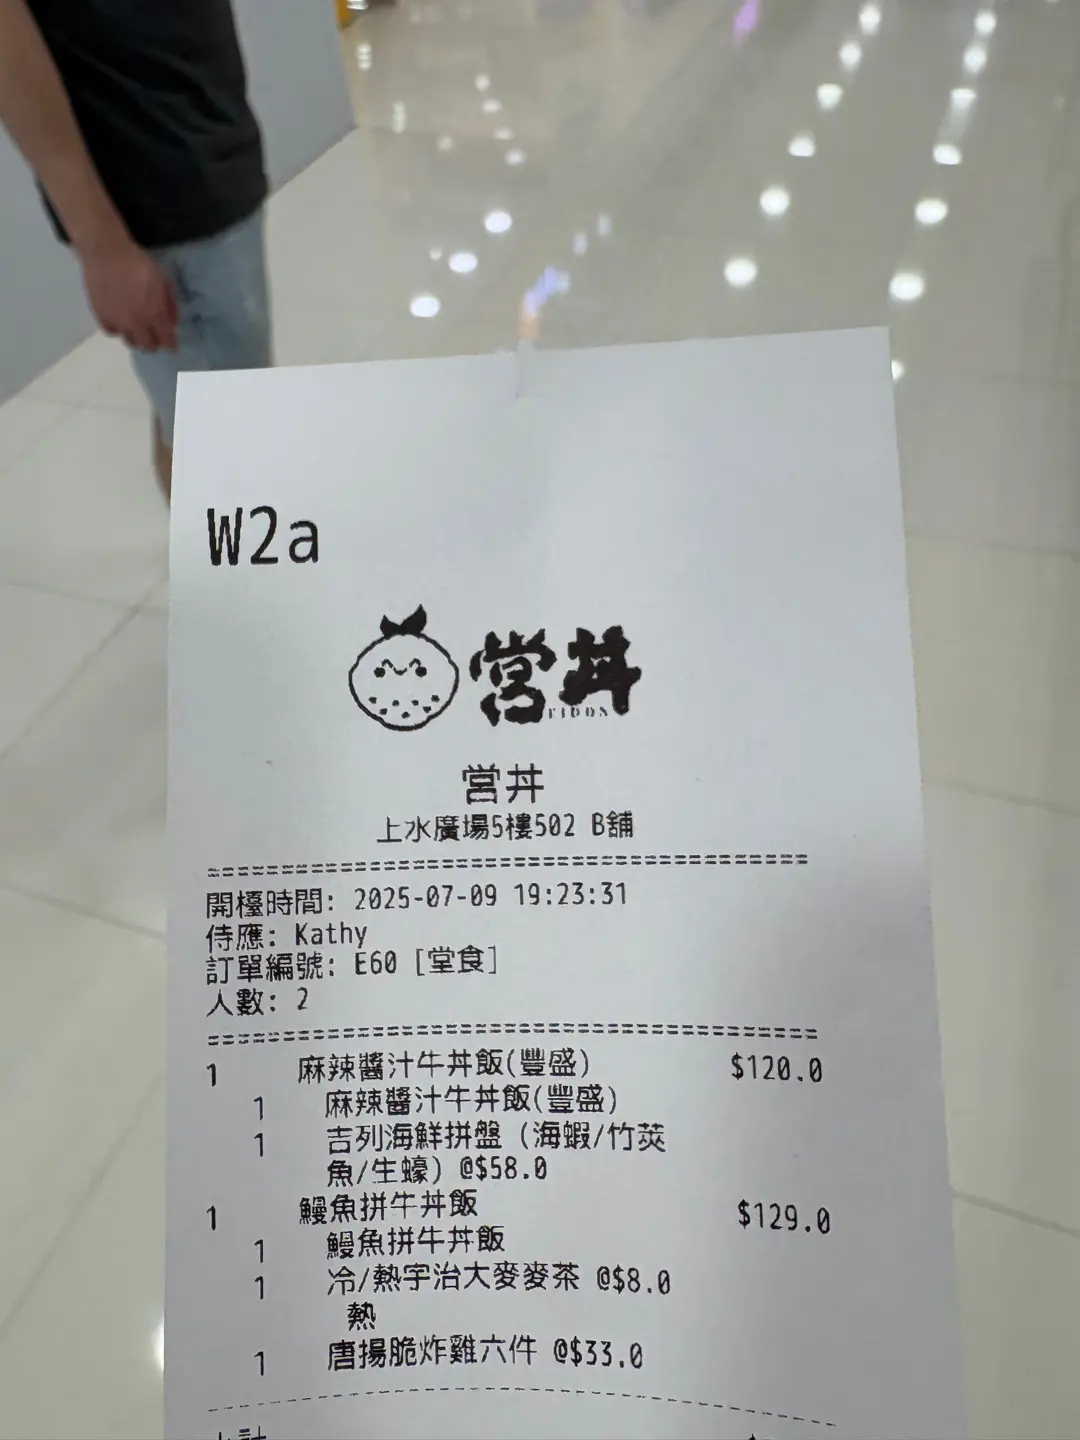 W2a
営丼
EIDON
営丼
上水廣場5樓502 B舖
開檯時間: 2025-07-09 19:23:31
侍應: Kathy
訂單編號: E60 [堂食]
人數: 2
1 麻辣醬汁牛丼飯(豐盛) $120.0
1 麻辣醬汁牛丼飯(豐盛)
1 吉列海鮮拼盤 (海蝦/竹莢
魚/生蠔) @$58.0
1 鰻魚拼牛丼飯 $129.0
1 鰻魚拼牛丼飯
1 冷/熱宇治大麥麥茶 @$8.0
熱
1 唐揚脆炸雞六件 @$33.0